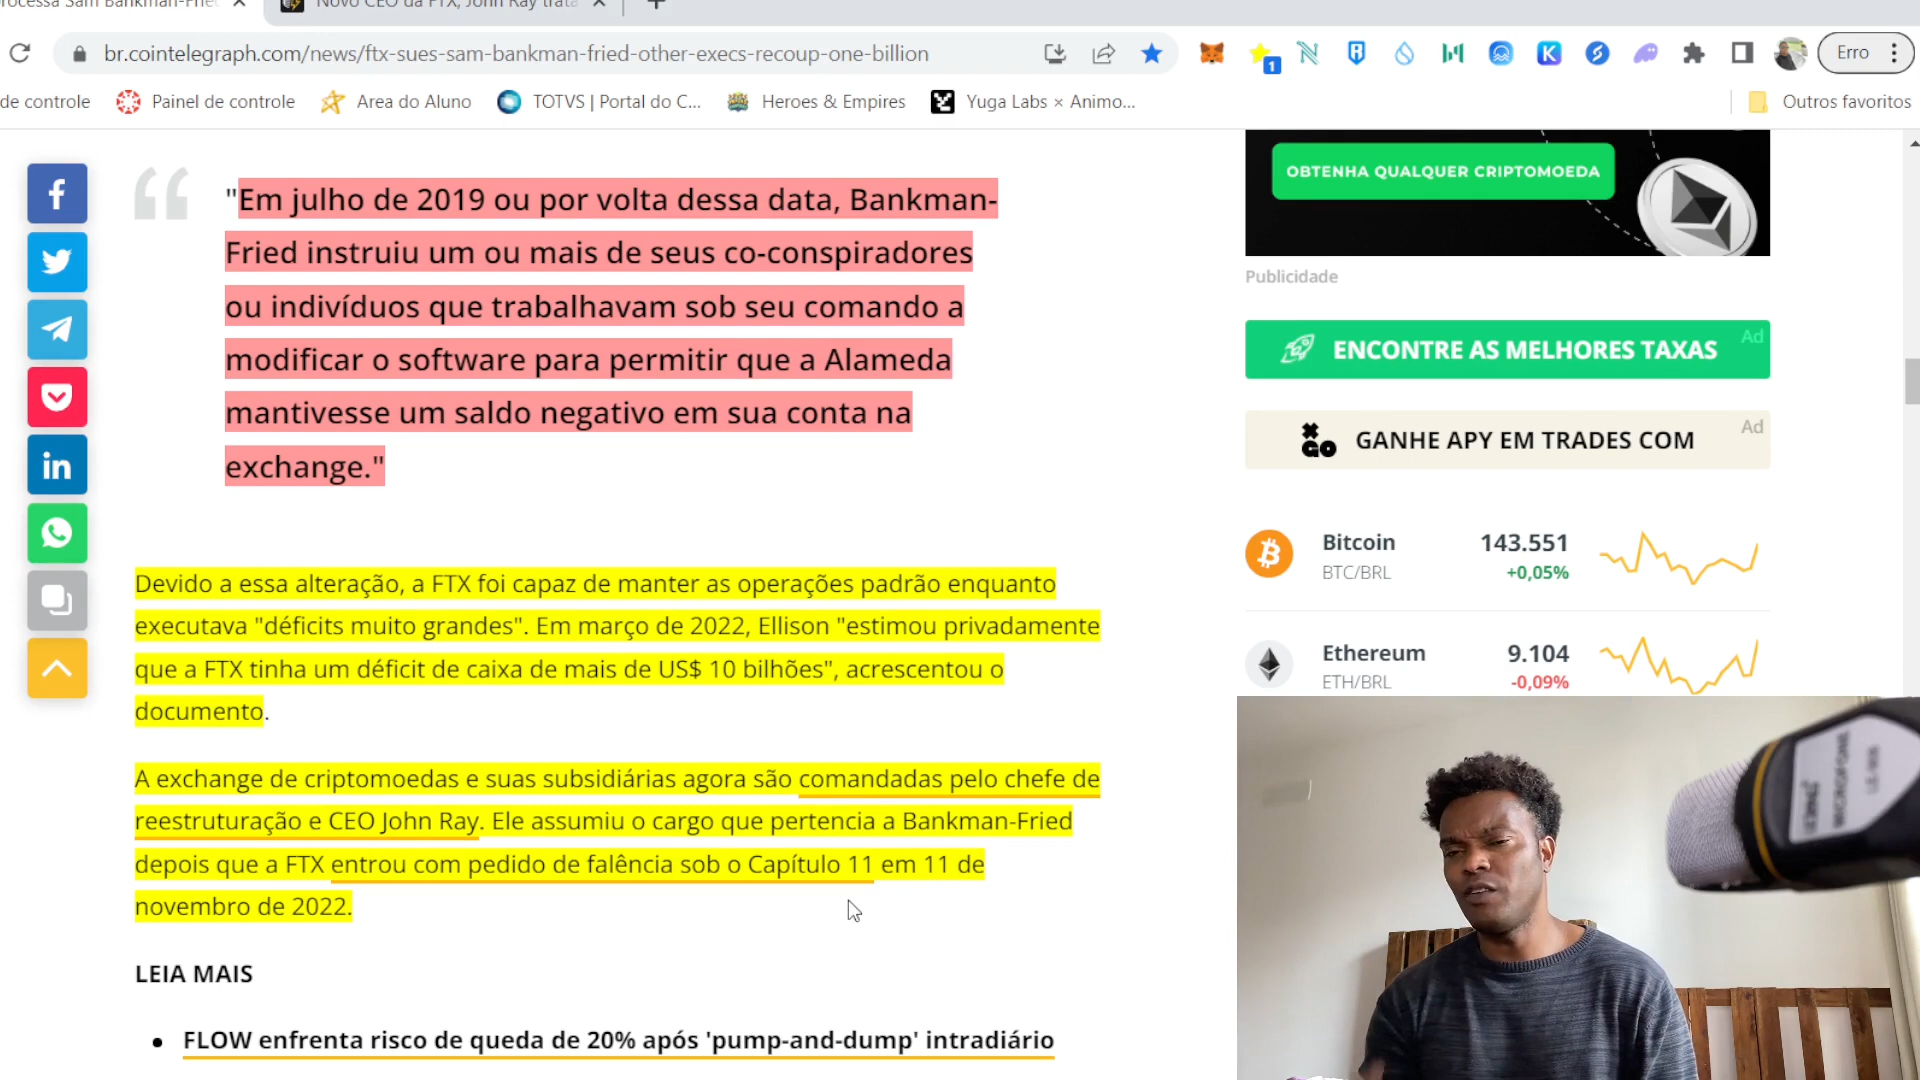 Novo CEO da FTX, John Ray trata
br.cointelegraph.com/news/ftx-sues-sam-bankman-fried-other-execs-recoup-one-billion
1
Erro
de controle
Painel de controle
Area do Aluno
TOTVS | Portal do C...
Heroes & Empires
Yuga Labs × Animo...
Outros favoritos
"Em julho de 2019 ou por volta dessa data, Bankman-
Fried instruiu um ou mais de seus co-conspiradores
ou indivíduos que trabalhavam sob seu comando a
modificar o software para permitir que a Alameda
mantivesse um saldo negativo em sua conta na
exchange."
Devido a essa alteração, a FTX foi capaz de manter as operações padrão enquanto
executava "déficits muito grandes". Em março de 2022, Ellison "estimou privadamente
que a FTX tinha um déficit de caixa de mais de US$ 10 bilhões", acrescentou o
documento.
A exchange de criptomoedas e suas subsidiárias agora são comandadas pelo chefe de
reestruturação e CEO John Ray. Ele assumiu o cargo que pertencia a Bankman-Fried
depois que a FTX entrou com pedido de falência sob o Capítulo 11 em 11 de
novembro de 2022.
LEIA MAIS
FLOW enfrenta risco de queda de 20% após 'pump-and-dump' intradiário
OBTENHA QUALQUER CRIPTOMOEDA
Publicidade
ENCONTRE AS MELHORES TAXAS
Ad
GANHE APY EM TRADES COM
Ad
Bitcoin 143.551
BTC/BRL +0,05%
Ethereum 9.104
ETH/BRL -0,09%